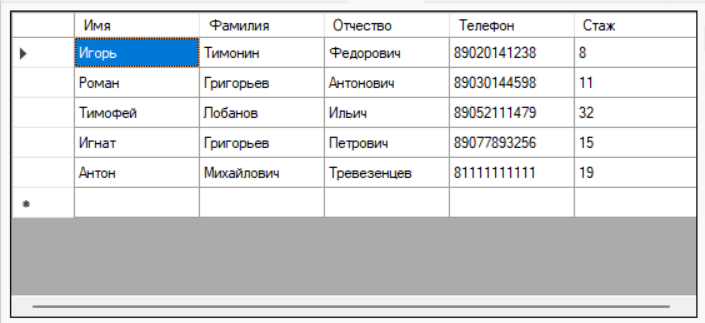 Имя Фамилия Отчество Телефон Стаж
Игорь Тимонин Федорович 89020141238 8
Роман Григорьев Антонович 89030144598 11
Тимофей Лобанов Ильич 89052111479 32
Игнат Григорьев Петрович 89077893256 15
Антон Михайлович Тревезенцев 81111111111 19